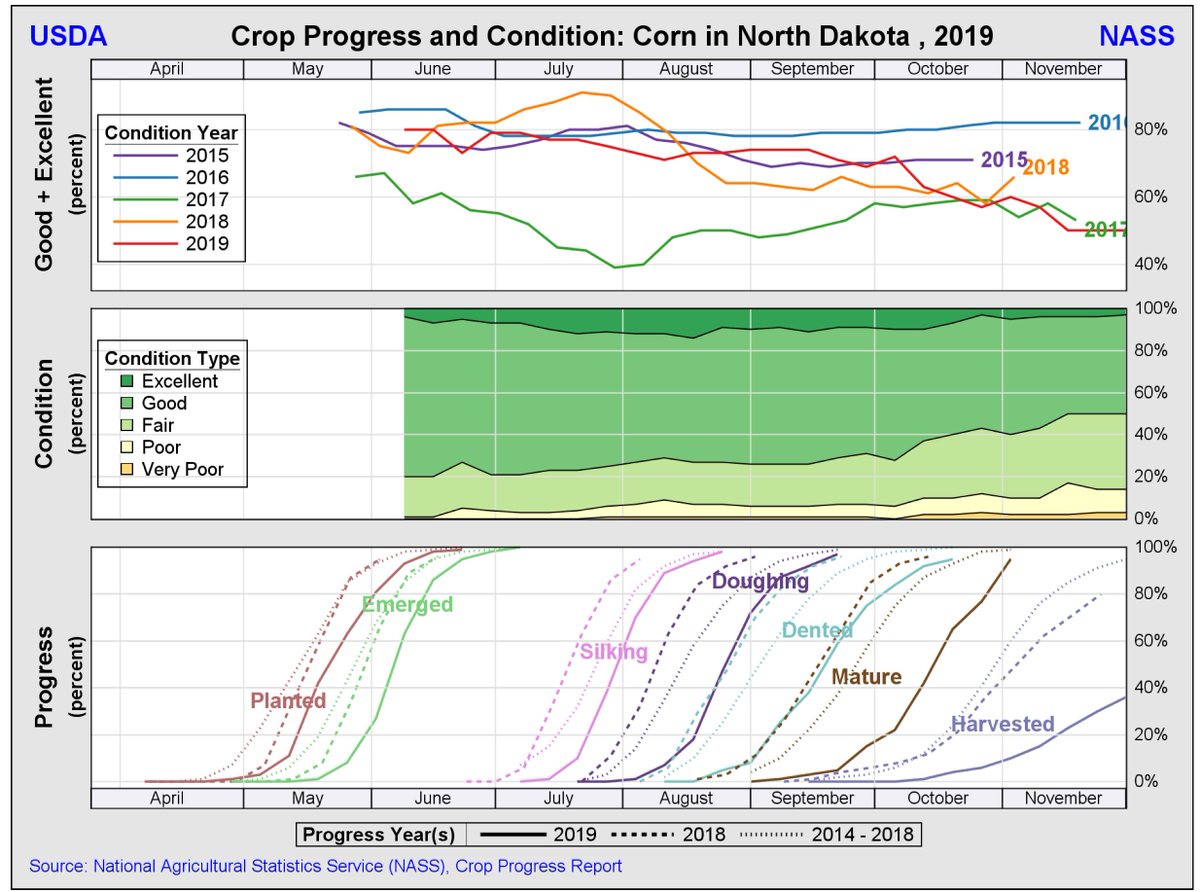 USDA Crop Progress and Condition: Corn in North Dakota , 2019 NASS
April May June July August September October November
Good + Excellent
(percent)
Condition Year
2015
2016
2017
2018
2019
2015
2018
2017
80%
60%
40%
Condition
(percent)
Condition Type
Excellent
Good
Fair
Poor
Very Poor
100%
80%
60%
40%
20%
0%
Progress
(percent)
Planted
Emerged
Silking
Doughing
Dented
Mature
Harvested
100%
80%
60%
40%
20%
0%
April May June July August September October November
Progress Year(s) 2019 2018 2014 - 2018
Source: National Agricultural Statistics Service (NASS), Crop Progress Report